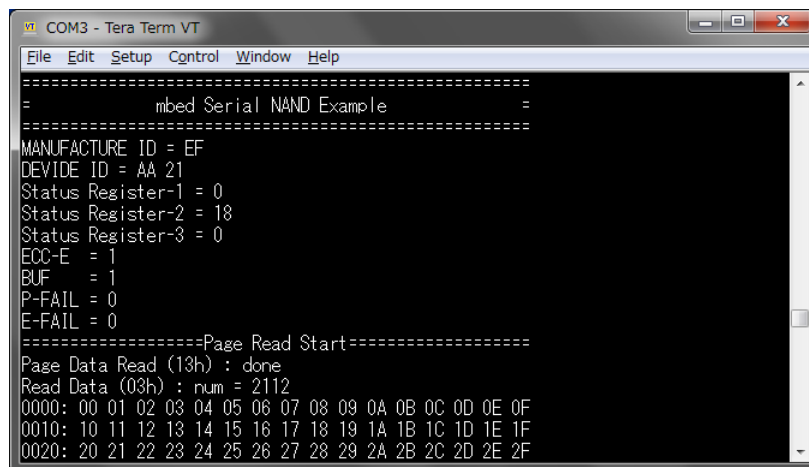 COM3 - Tera Term VT
File Edit Setup Control Window Help
=====================================================
= mbed Serial NAND Example =
=====================================================
MANUFACTURE ID = EF
DEVIDE ID = AA 21
Status Register-1 = 0
Status Register-2 = 18
Status Register-3 = 0
ECC-E = 1
BUF = 1
P-FAIL = 0
E-FAIL = 0
===================Page Read Start===================
Page Data Read (13h) : done
Read Data (03h) : num = 2112
0000: 00 01 02 03 04 05 06 07 08 09 0A 0B 0C 0D 0E 0F
0010: 10 11 12 13 14 15 16 17 18 19 1A 1B 1C 1D 1E 1F
0020: 20 21 22 23 24 25 26 27 28 29 2A 2B 2C 2D 2E 2F